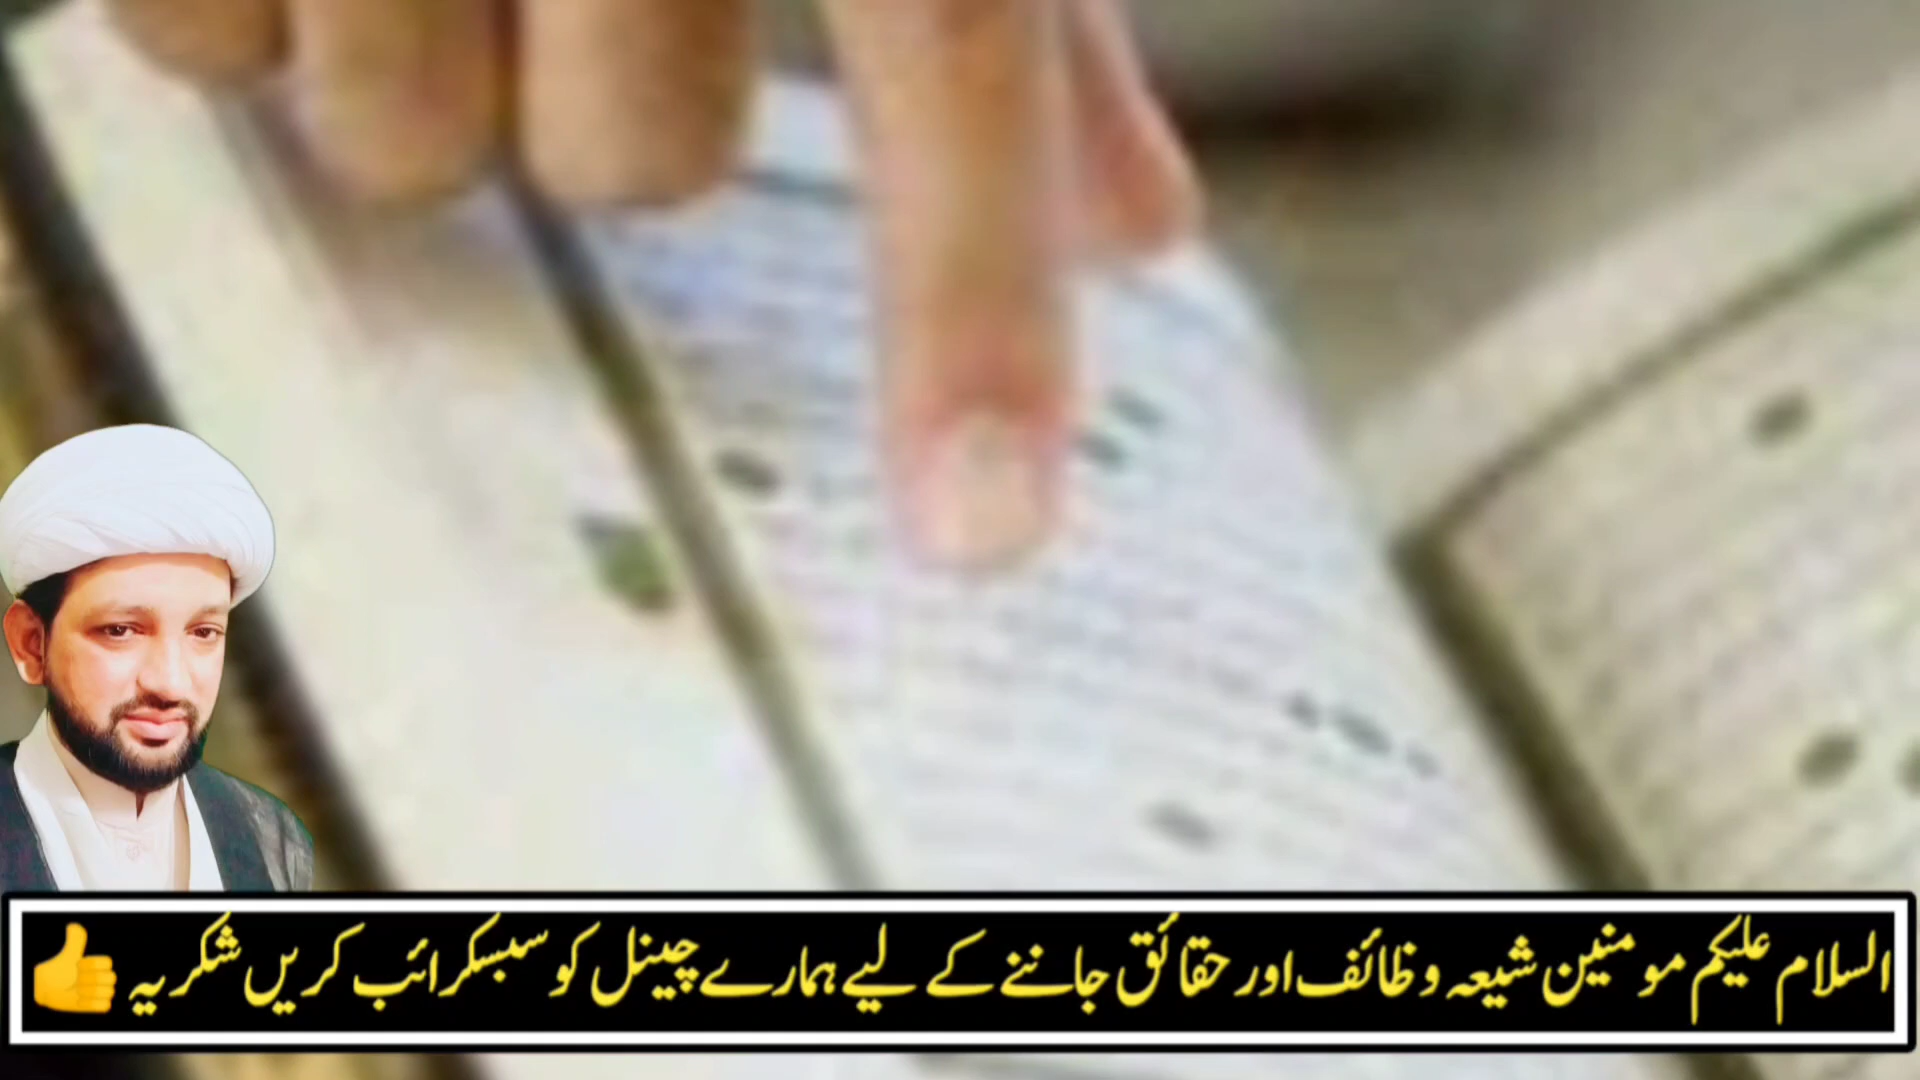 السلام علیکم مومنین شیعہ وظائف اور حقائق جاننے کے لیے ہمارے چینل کو سبسکرائب کریں شکریہ 👍